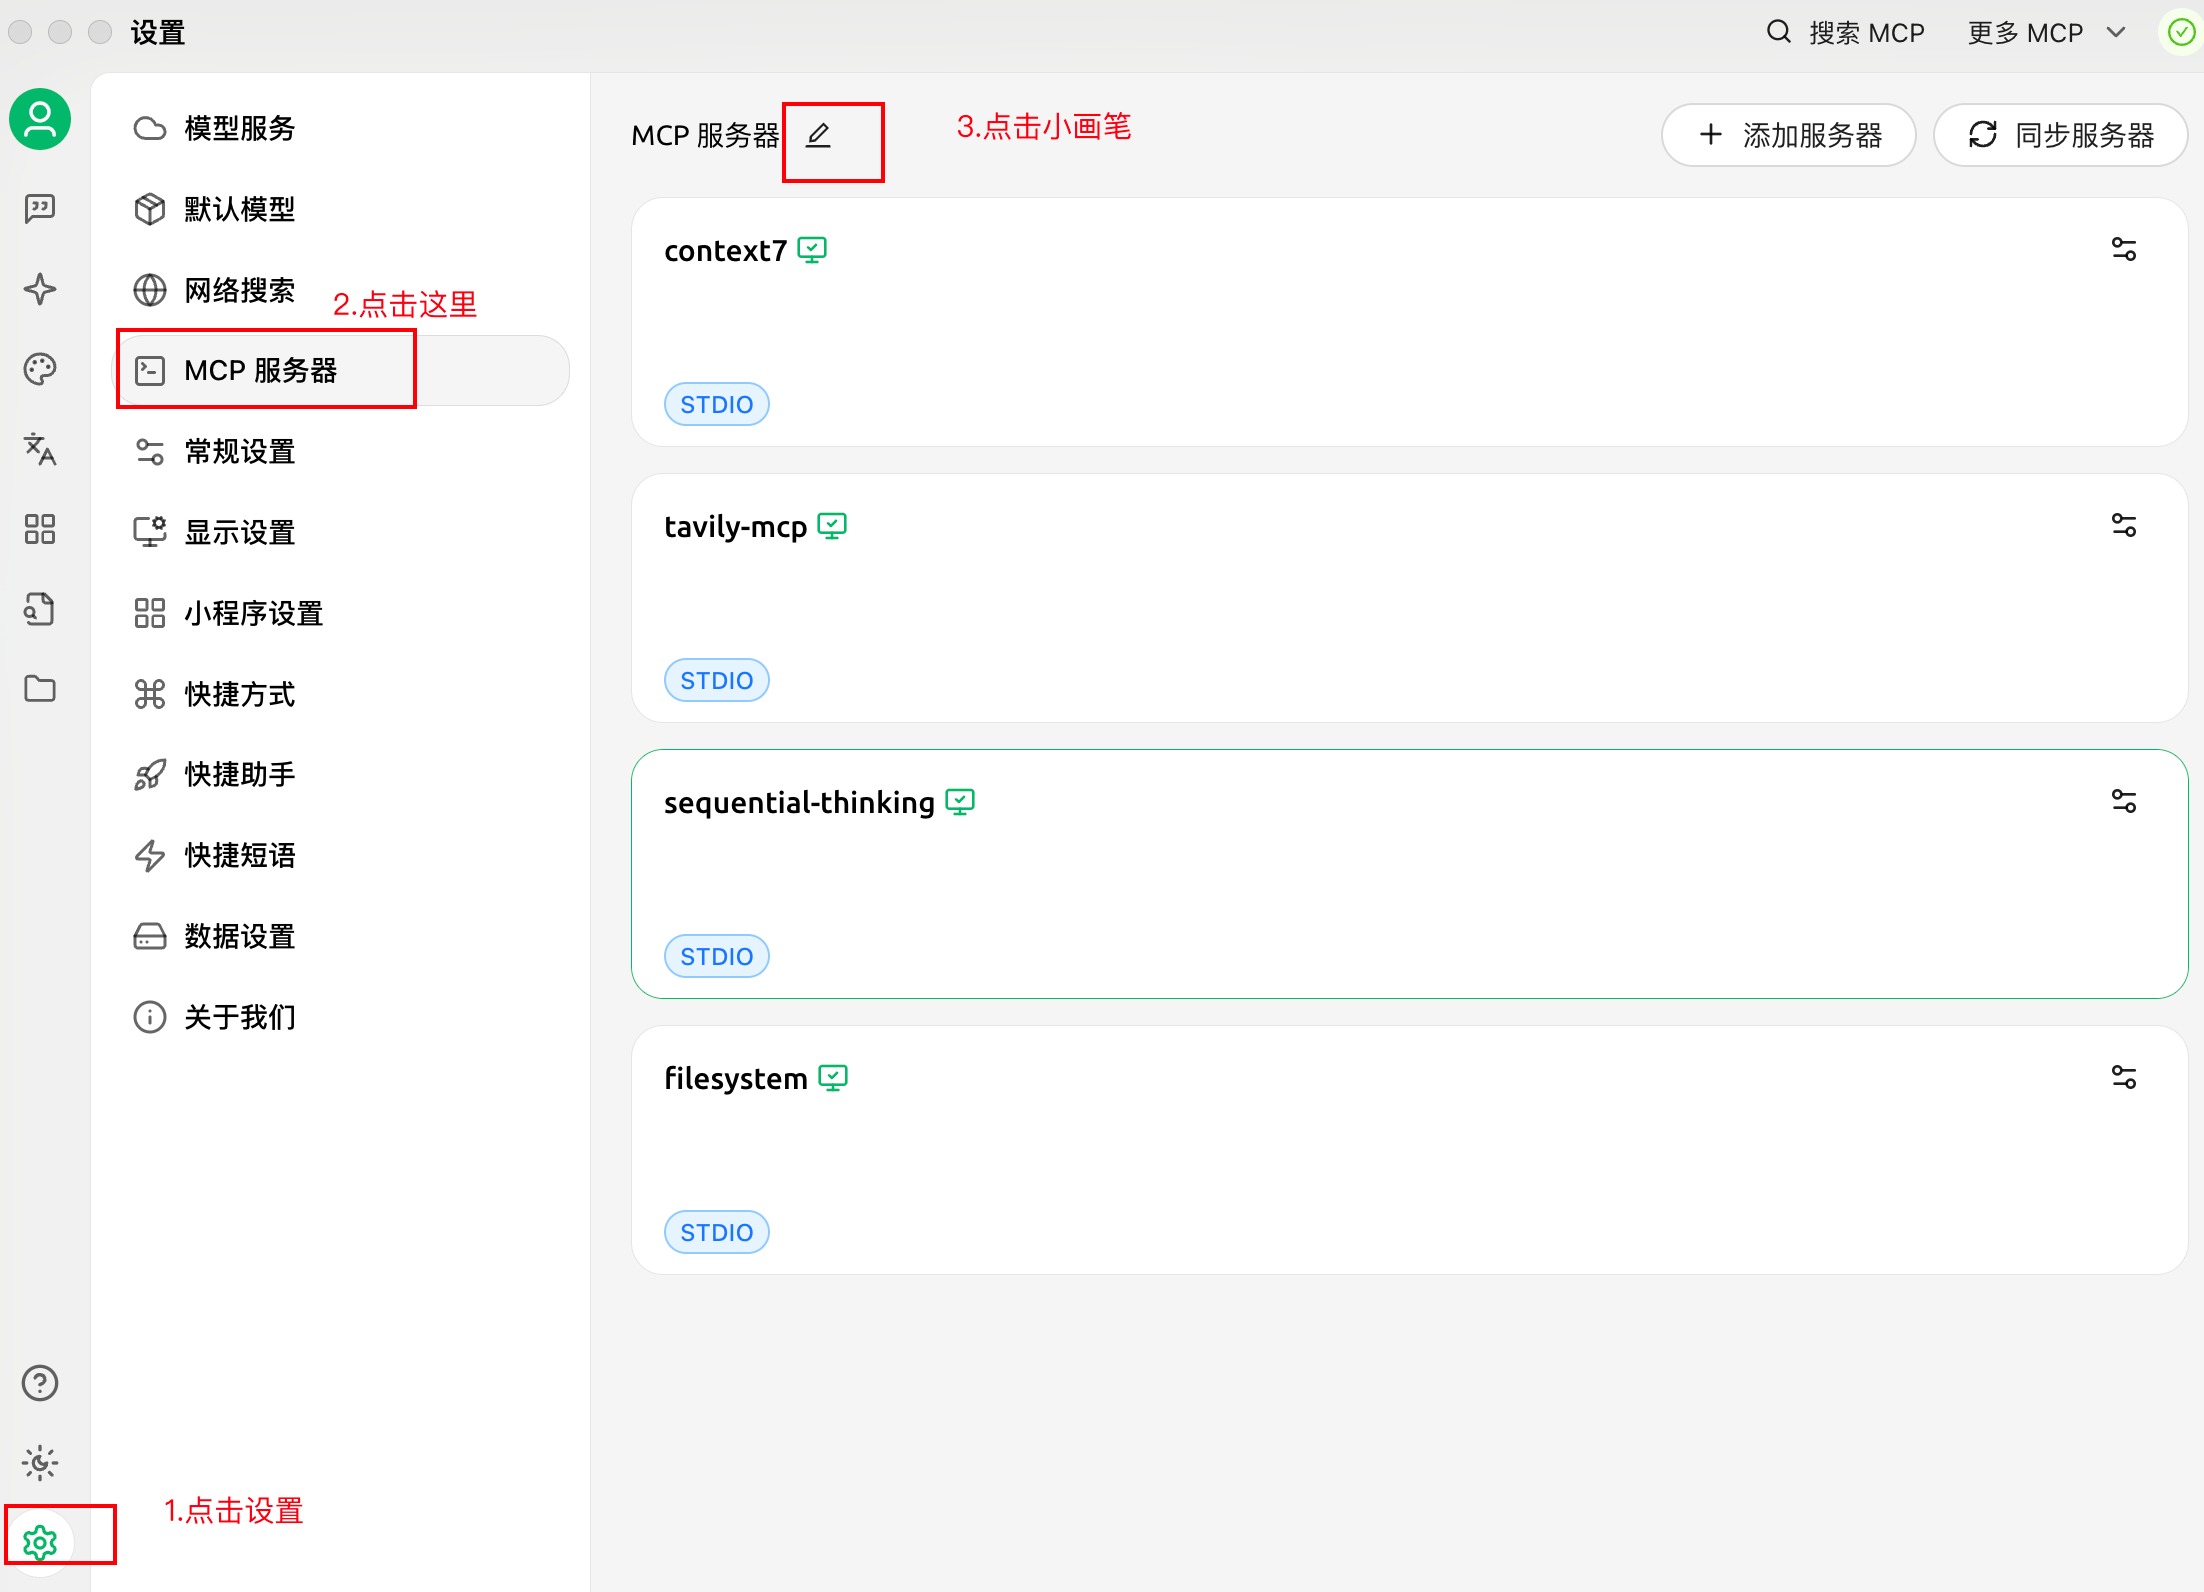 设置
搜索 MCP
更多 MCP
模型服务
默认模型
网络搜索
2.点击这里
MCP 服务器
常规设置
显示设置
小程序设置
快捷方式
快捷助手
快捷短语
数据设置
关于我们
1.点击设置
MCP 服务器
3.点击小画笔
添加服务器
同步服务器
context7
STDIO
tavily-mcp
STDIO
sequential-thinking
STDIO
filesystem
STDIO